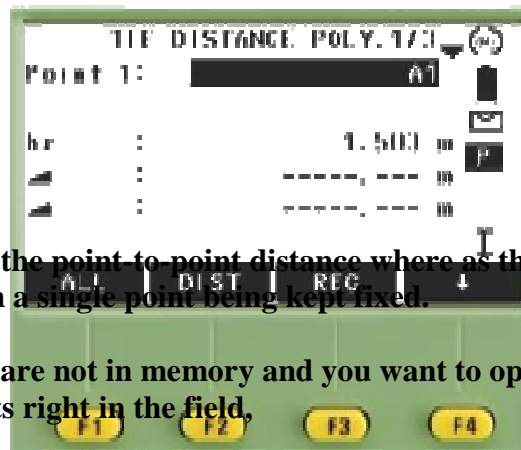 TIE DISTANCE POLY. 1/3
Point 1: A1
hr : 1.500 m
: -----.--- m
: -----.--- m
P
I
the point-to-point distance where as th
ALL DIST REC ↓
a single point being kept fixed.
are not in memory and you want to op
s right in the field,
F1 F2 F3 F4